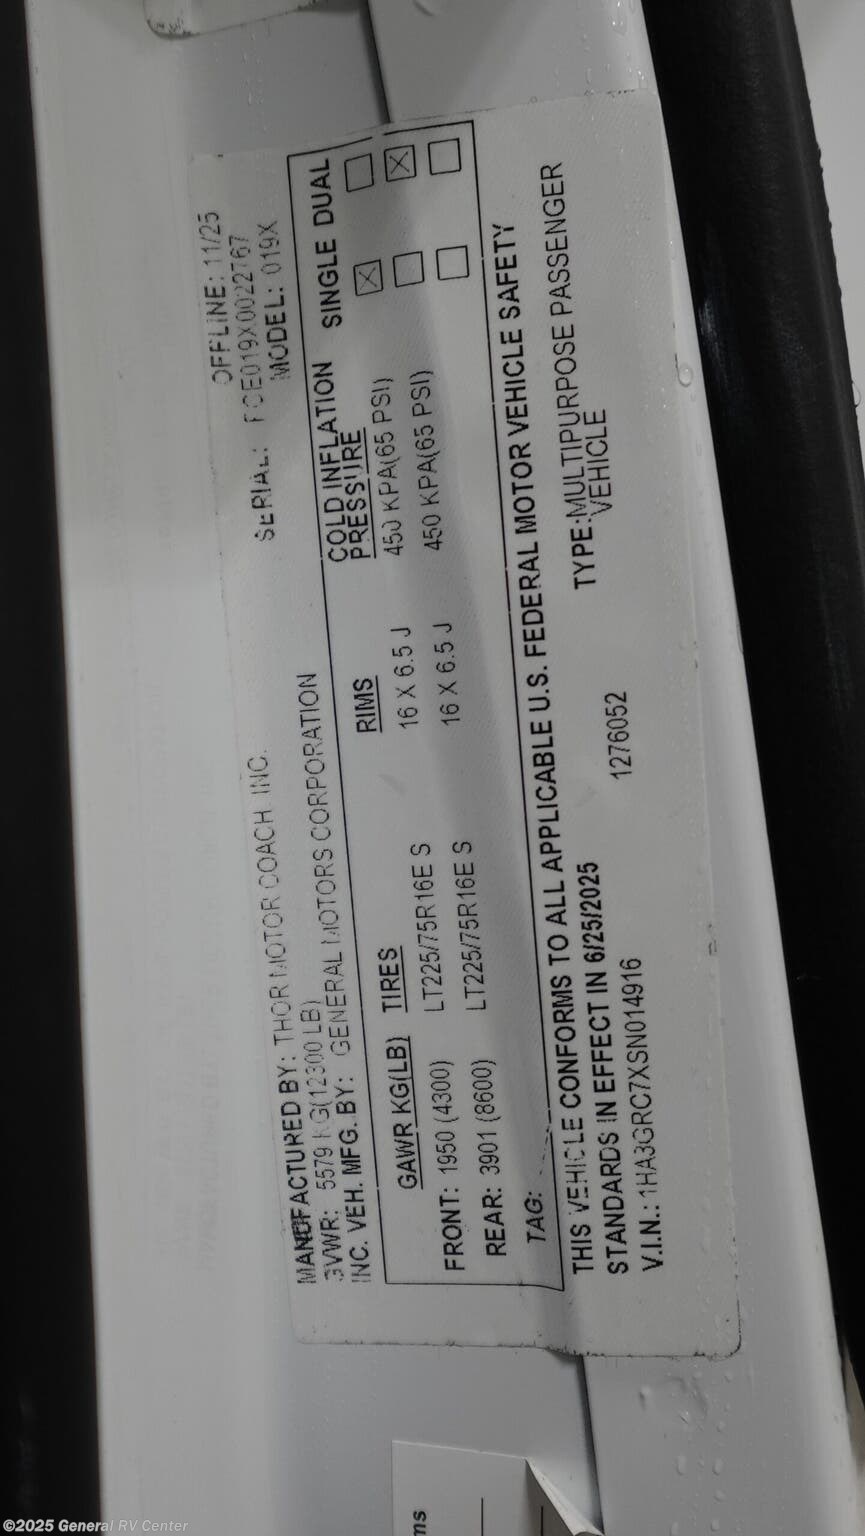 OFFLINE: 11/25
SERIAL:
MODEL: 019X
MANUFACTURED BY: THOR MOTOR COACH INC.
GVWR: 5579 KG(12300 LB)
INC. VEH. MFG. BY: GENERAL MOTORS CORPORATION
GAWR KG(LB) TIRES RIMS COLD INFLATION PRESSURE SINGLE DUAL
FRONT: 1950 (4300) LT225/75R16E S 16 X 6.5 J 450 KPA(65 PSI)
REAR: 3901 (8600) LT225/75R16E S 16 X 6.5 J 450 KPA(65 PSI)
TAG:
THIS VEHICLE CONFORMS TO ALL APPLICABLE U.S. FEDERAL MOTOR VEHICLE SAFETY
STANDARDS IN EFFECT IN 6/25/2025
TYPE:MULTIPURPOSE PASSENGER
VEHICLE
V.I.N.: 1HA3GRC7XSN014916 1276052
ms
©2025 General RV Center